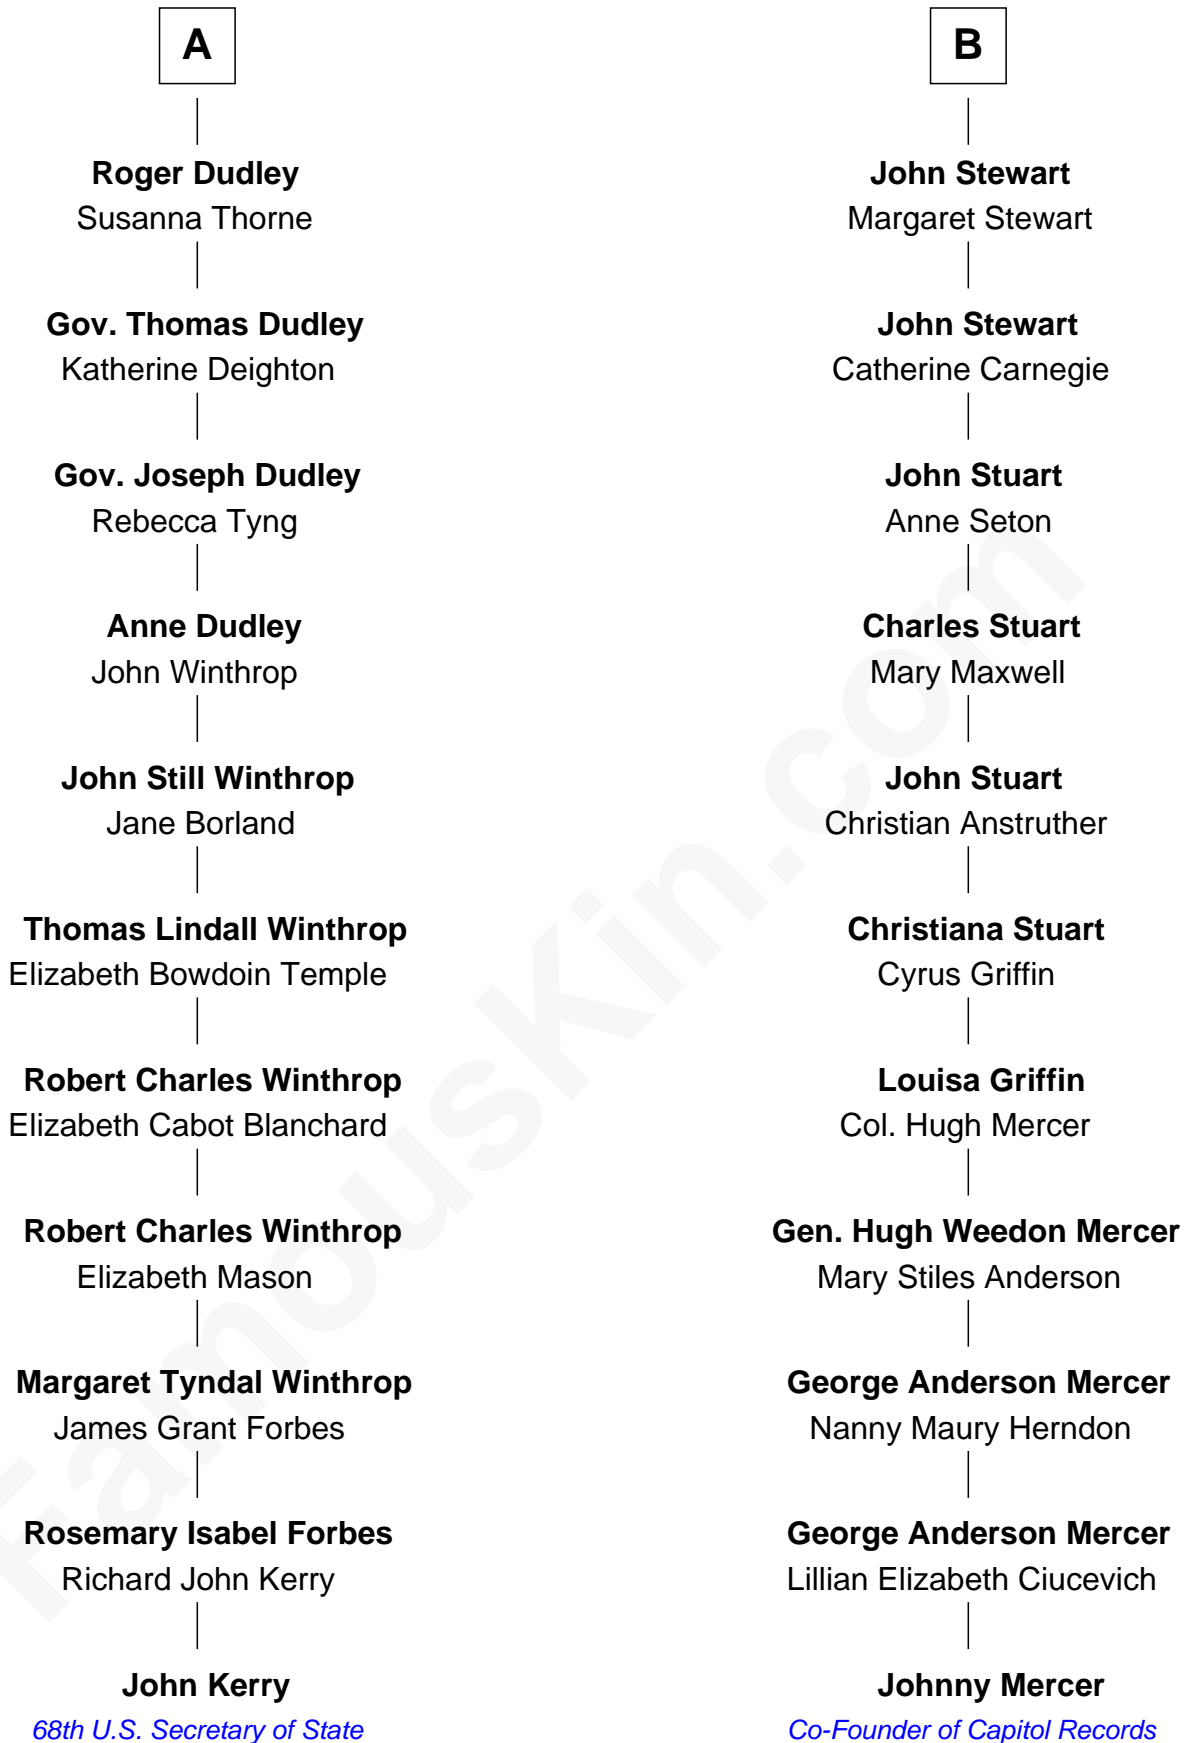 A
Roger Dudley
Susanna Thorne
Gov. Thomas Dudley
Katherine Deighton
Gov. Joseph Dudley
Rebecca Tyng
Anne Dudley
John Winthrop
John Still Winthrop
Jane Borland
Thomas Lindall Winthrop
Elizabeth Bowdoin Temple
Robert Charles Winthrop
Elizabeth Cabot Blanchard
Robert Charles Winthrop
Elizabeth Mason
Margaret Tyndal Winthrop
James Grant Forbes
Rosemary Isabel Forbes
Richard John Kerry
John Kerry
68th U.S. Secretary of State
B
John Stewart
Margaret Stewart
John Stewart
Catherine Carnegie
John Stuart
Anne Seton
Charles Stuart
Mary Maxwell
John Stuart
Christian Anstruther
Christiana Stuart
Cyrus Griffin
Louisa Griffin
Col. Hugh Mercer
Gen. Hugh Weedon Mercer
Mary Stiles Anderson
George Anderson Mercer
Nanny Maury Herndon
George Anderson Mercer
Lillian Elizabeth Ciucevich
Johnny Mercer
Co-Founder of Capitol Records
FamousKin.com